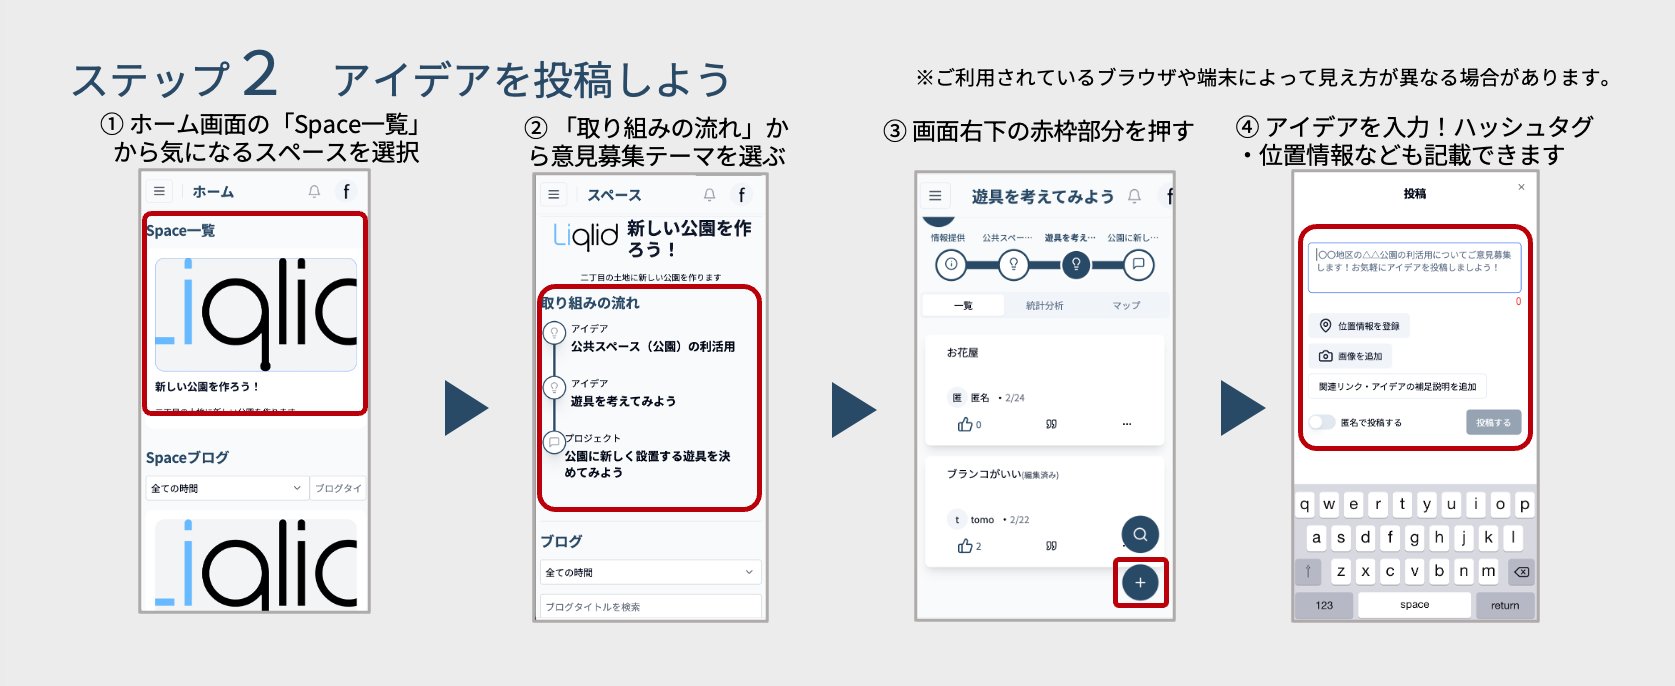 ステップ２　アイデアを投稿しよう
※ご利用されているブラウザや端末によって見え方が異なる場合があります。
① ホーム画面の「Space一覧」
から気になるスペースを選択
ホーム
f
Space一覧
Liqlid
新しい公園を作ろう！
二丁目の土地に新しい公園を作ります
Spaceブログ
全ての時間
ブログタイ
Liqlid
② 「取り組みの流れ」か
ら意見募集テーマを選ぶ
スペース
f
Liqlid
新しい公園を作
ろう！
二丁目の土地に新しい公園を作ります
取り組みの流れ
アイデア
公共スペース（公園）の利活用
アイデア
遊具を考えてみよう
プロジェクト
公園に新しく設置する遊具を決
めてみよう
ブログ
全ての時間
ブログタイトルを検索
③ 画面右下の赤枠部分を押す
遊具を考えてみよう
f
情報提供
公共スペー…
遊具を考え…
公園に新し…
一覧
統計分析
マップ
お花屋
匿 匿名 ・2/24
0
…
ブランコがいい(編集済み)
t tomo ・2/22
2
+
④ アイデアを入力！ハッシュタグ
・位置情報なども記載できます
投稿
×
〇〇地区の△△公園の利活用についてご意見募集
します！お気軽にアイデアを投稿しましよう！
0
位置情報を登録
画像を追加
関連リンク・アイデアの補足説明を追加
匿名で投稿する
投稿する
q w e r t y u i o p
a s d f g h j k l
z x c v b n m
123
space
return